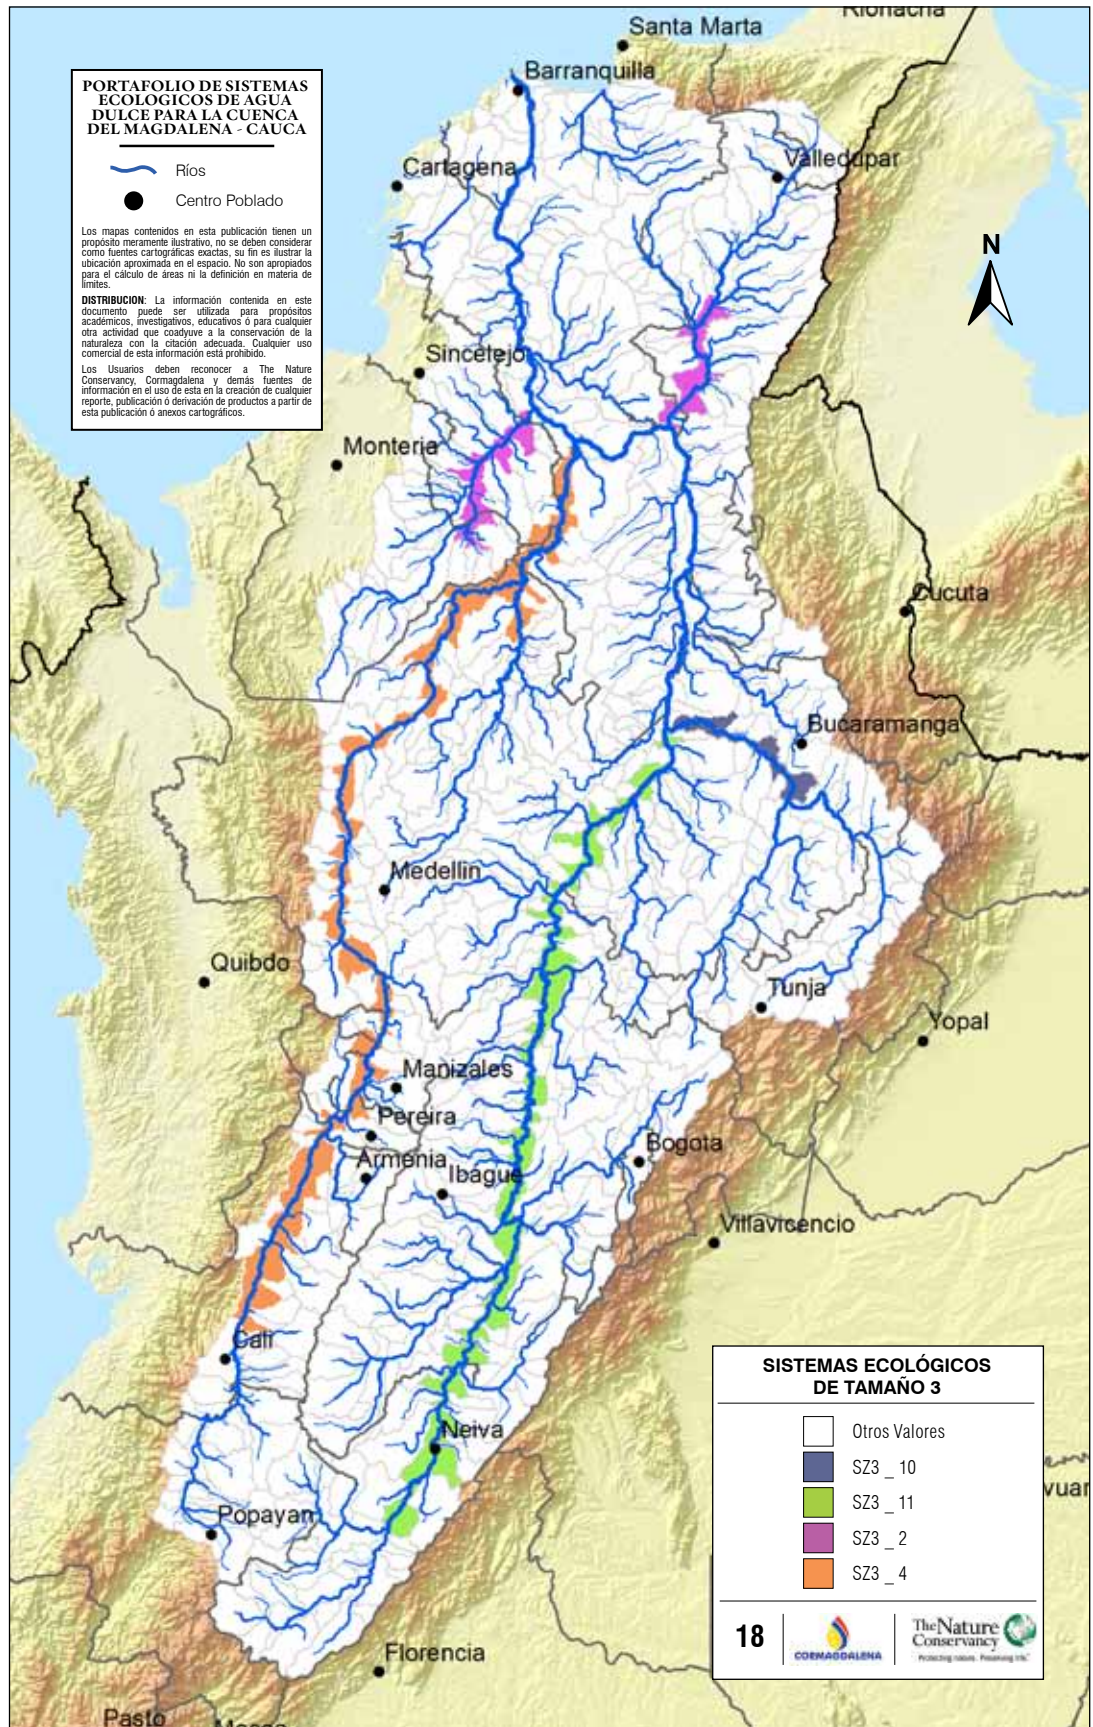 Riohacha
Santa Marta
Barranquilla
PORTAFOLIO DE SISTEMAS
ECOLOGICOS DE AGUA
DULCE PARA LA CUENCA
DEL MAGDALENA - CAUCA
Ríos
Centro Poblado
Los mapas contenidos en esta publicación tienen un
propósito meramente ilustrativo, no se deben considerar
como fuentes cartográficas exactas, su fin es ilustrar la
ubicación aproximada en el espacio. No son apropiados
para el cálculo de áreas ni la definición en materia de
límites.
DISTRIBUCION: La información contenida en este
documento puede ser utilizada para propósitos
académicos, investigativos, educativos ó para cualquier
otra actividad que coadyuve a la conservación de la
naturaleza con la citación adecuada. Cualquier uso
comercial de esta información está prohibido.
Los Usuarios deben reconocer a The Nature
Conservancy, Cormagdalena y demás fuentes de
información en el uso de esta en la creación de cualquier
reporte, publicación ó derivación de productos a partir de
esta publicación ó anexos cartográficos.
Cartagena
Valledupar
N
Sincelejo
Monteria
Cucuta
Bucaramanga
Medellin
Quibdo
Tunja
Yopal
Manizales
Pereira
Armenia
Ibague
Bogota
Villavicencio
Cali
Neiva
Popayan
Florencia
Pasto
SISTEMAS ECOLÓGICOS
DE TAMAÑO 3
Otros Valores
SZ3 _ 10
SZ3 _ 11
SZ3 _ 2
SZ3 _ 4
18
CORMAGDALENA
The Nature
Conservancy
Protecting nature. Preserving life.